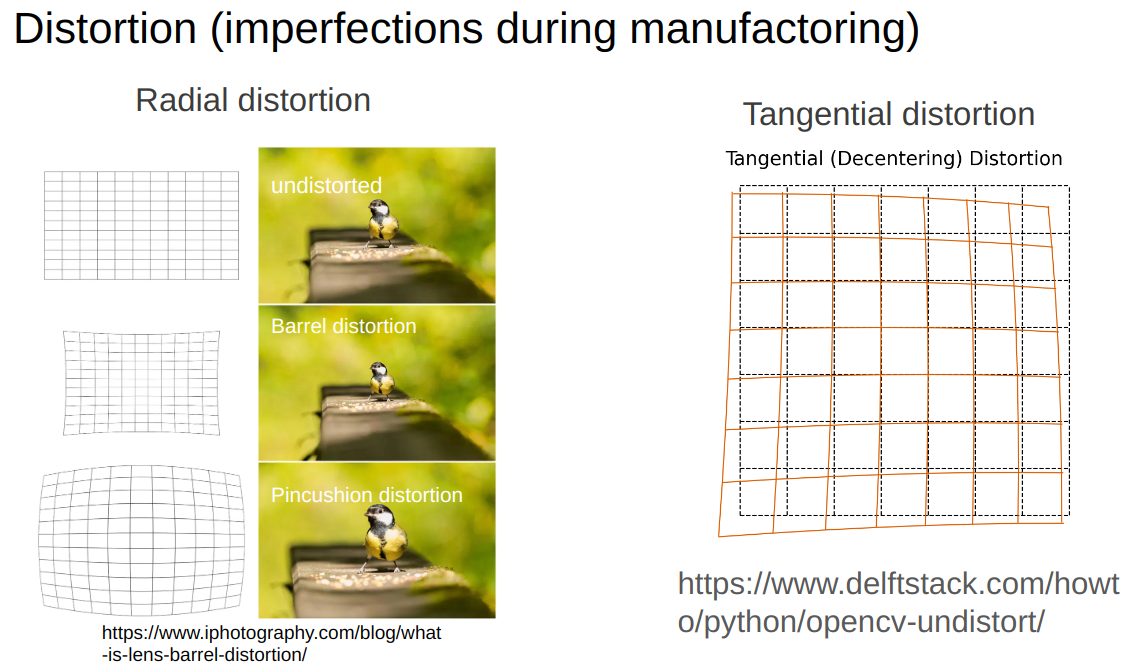 Distortion (imperfections during manufactoring)
Radial distortion
undistorted
Barrel distortion
Pincushion distortion
https://www.iphotography.com/blog/what
-is-lens-barrel-distortion/
Tangential distortion
Tangential (Decentering) Distortion
https://www.delftstack.com/howt
o/python/opencv-undistort/